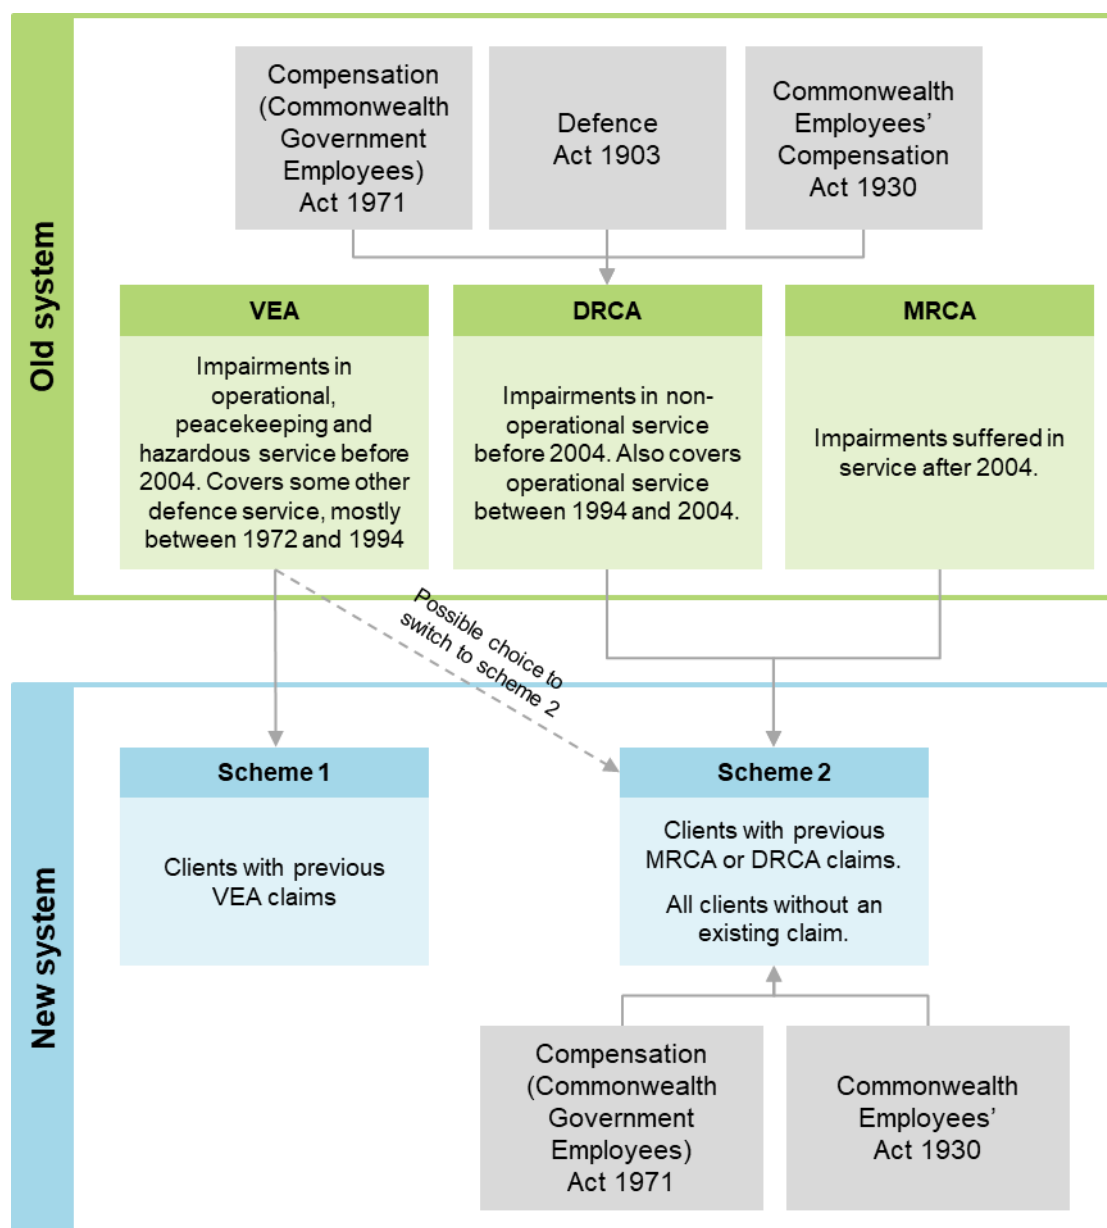 Old system
Compensation
(Commonwealth
Government
Employees)
Act 1971
Defence
Act 1903
Commonwealth
Employees’
Compensation
Act 1930
VEA
Impairments in
operational,
peacekeeping and
hazardous service before
2004. Covers some other
defence service, mostly
between 1972 and 1994
DRCA
Impairments in non-
operational service
before 2004. Also covers
operational service
between 1994 and 2004.
MRCA
Impairments suffered in
service after 2004.
Possible choice to
switch to scheme 2
New system
Scheme 1
Clients with previous
VEA claims
Scheme 2
Clients with previous
MRCA or DRCA claims.
All clients without an
existing claim.
Compensation
(Commonwealth
Government
Employees)
Act 1971
Commonwealth
Employees’
Act 1930